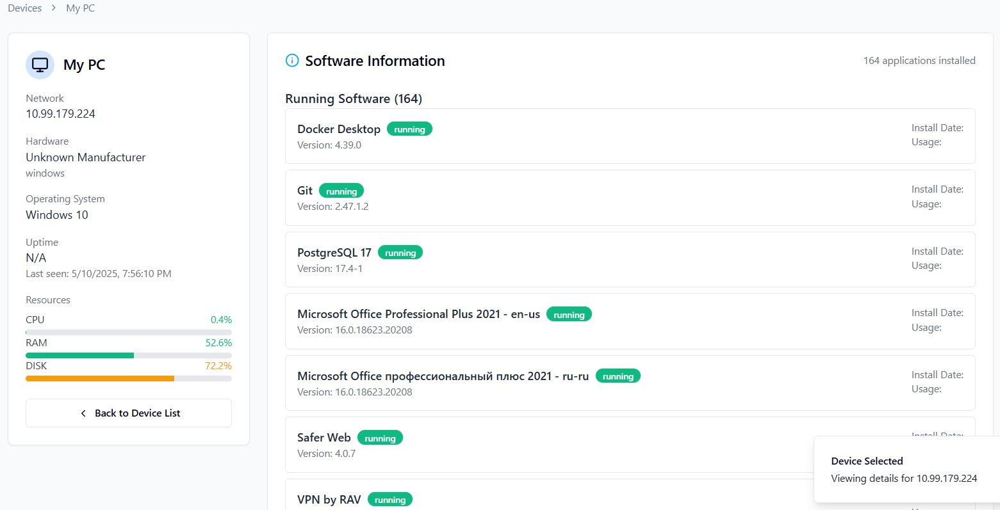 Devices > My PC
My PC
Network
10.99.179.224
Hardware
Unknown Manufacturer
windows
Operating System
Windows 10
Uptime
N/A
Last seen: 5/10/2025, 7:56:10 PM
Resources
CPU 0.4%
RAM 52.6%
DISK 72.2%
Back to Device List
Software Information
164 applications installed
Running Software (164)
Docker Desktop running
Version: 4.39.0
Install Date:
Usage:
Git running
Version: 2.47.1.2
Install Date:
Usage:
PostgreSQL 17 running
Version: 17.4-1
Install Date:
Usage:
Microsoft Office Professional Plus 2021 - en-us running
Version: 16.0.18623.20208
Install Date:
Usage:
Microsoft Office профессиональный плюс 2021 - ru-ru running
Version: 16.0.18623.20208
Install Date:
Usage:
Safer Web running
Version: 4.0.7
Install Date:
VPN by RAV running
Device Selected
Viewing details for 10.99.179.224